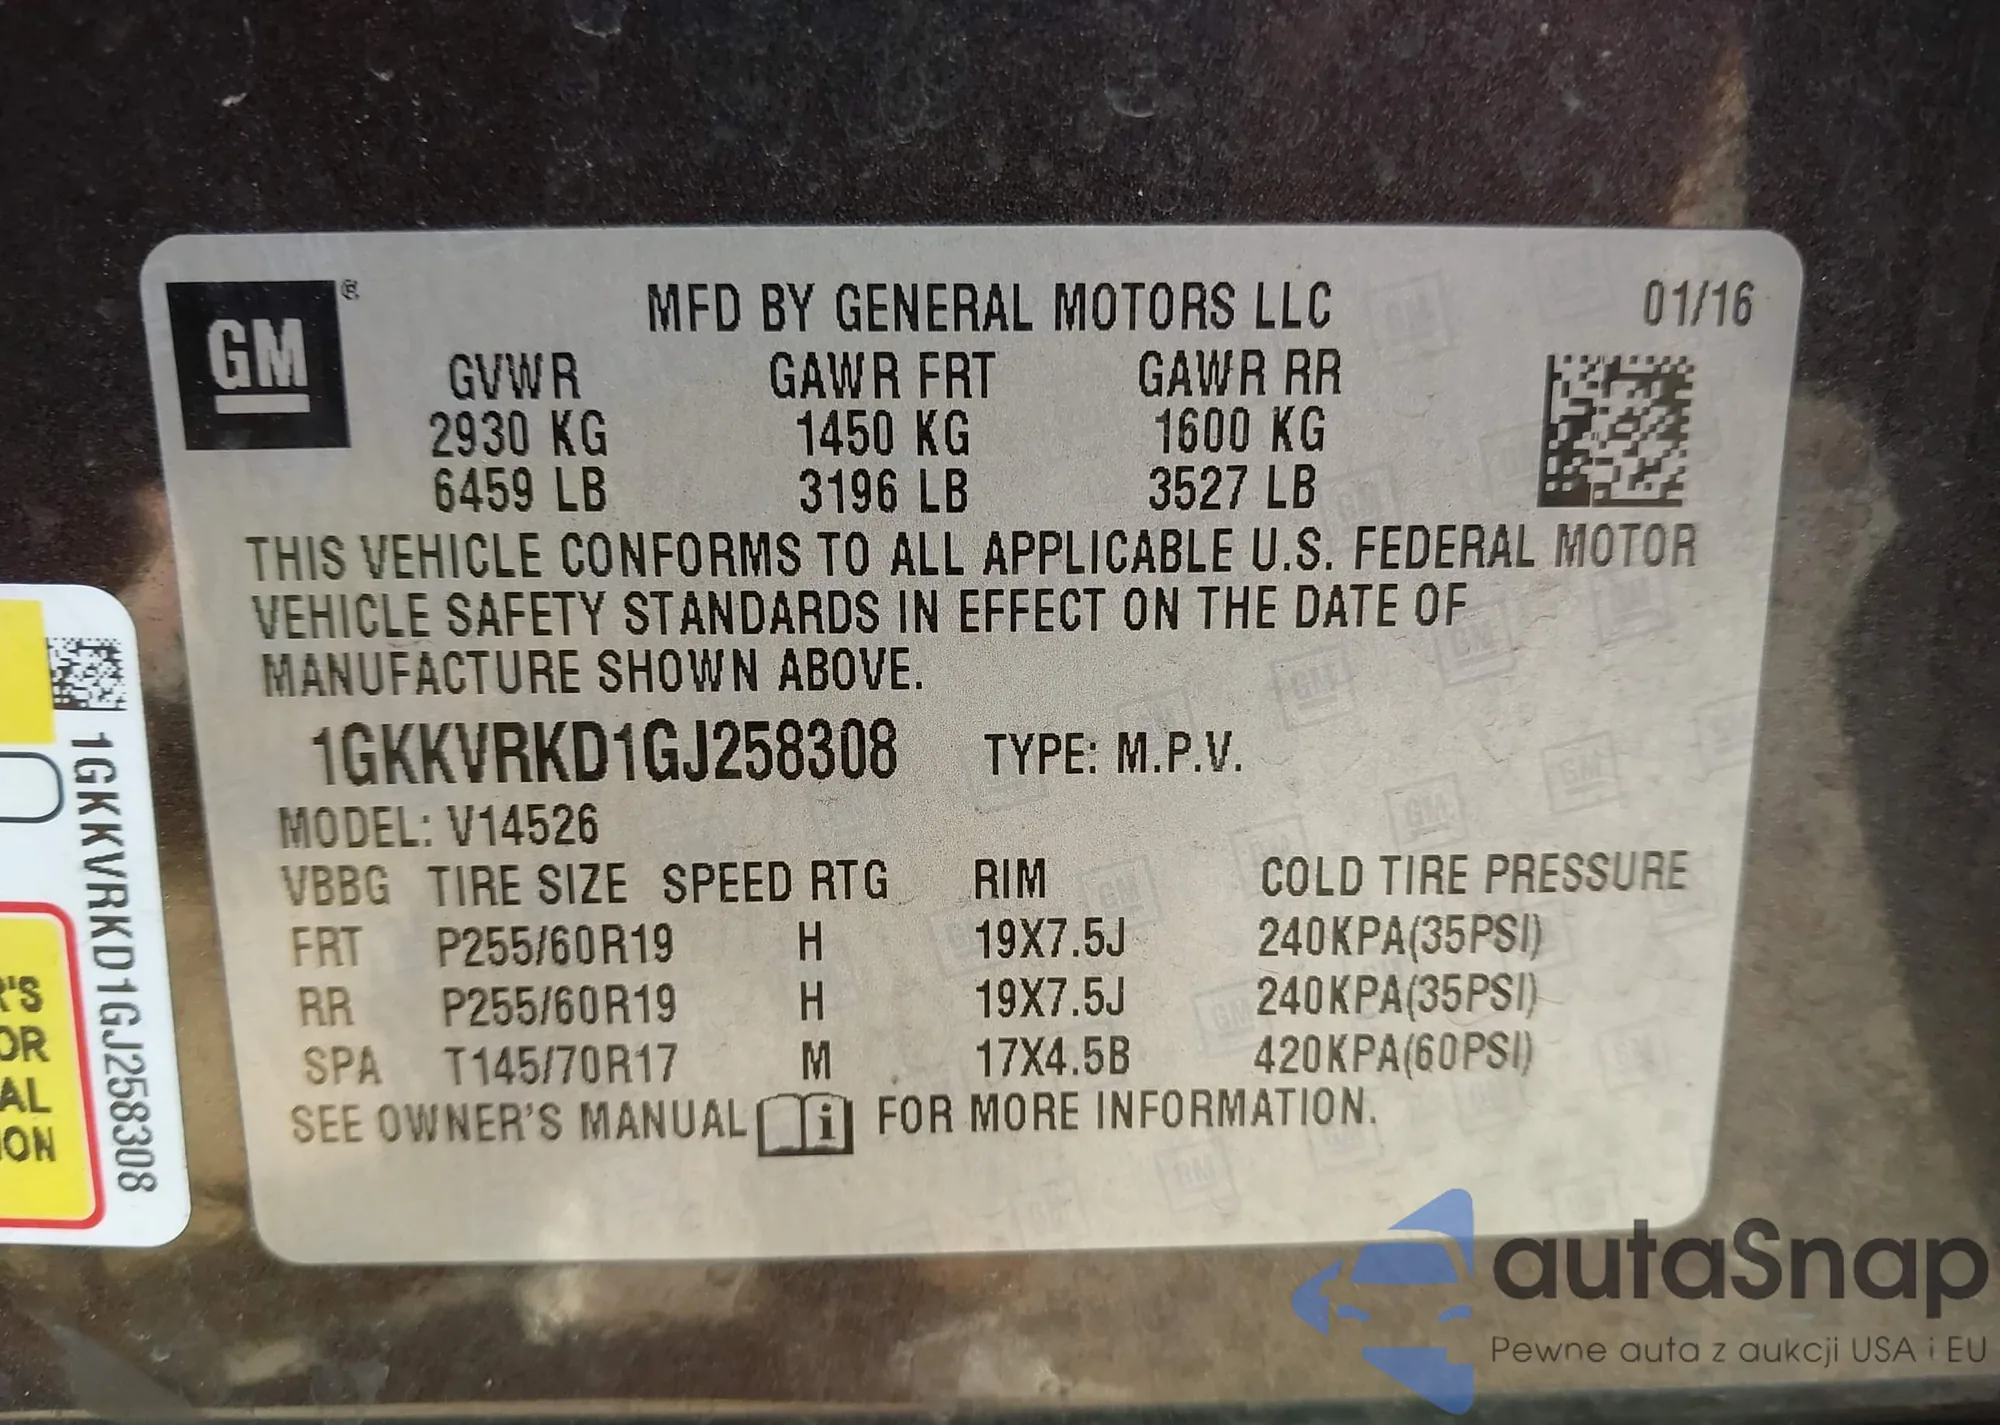 GM ®
MFD BY GENERAL MOTORS LLC
01/16
GVWR GAWR FRT GAWR RR
2930 KG 1450 KG 1600 KG
6459 LB 3196 LB 3527 LB
THIS VEHICLE CONFORMS TO ALL APPLICABLE U.S. FEDERAL MOTOR
VEHICLE SAFETY STANDARDS IN EFFECT ON THE DATE OF
MANUFACTURE SHOWN ABOVE.
1GKKVRKD1GJ258308 TYPE: M.P.V.
MODEL: V14526
VBBG TIRE SIZE SPEED RTG RIM COLD TIRE PRESSURE
FRT P255/60R19 H 19X7.5J 240KPA(35PSI)
RR P255/60R19 H 19X7.5J 240KPA(35PSI)
SPA T145/70R17 M 17X4.5B 420KPA(60PSI)
SEE OWNER'S MANUAL i FOR MORE INFORMATION.
1GKKVRKD1GJ258308
R'S
OR
AL
ION
autaSnap
Pewne auta z aukcji USA i EU